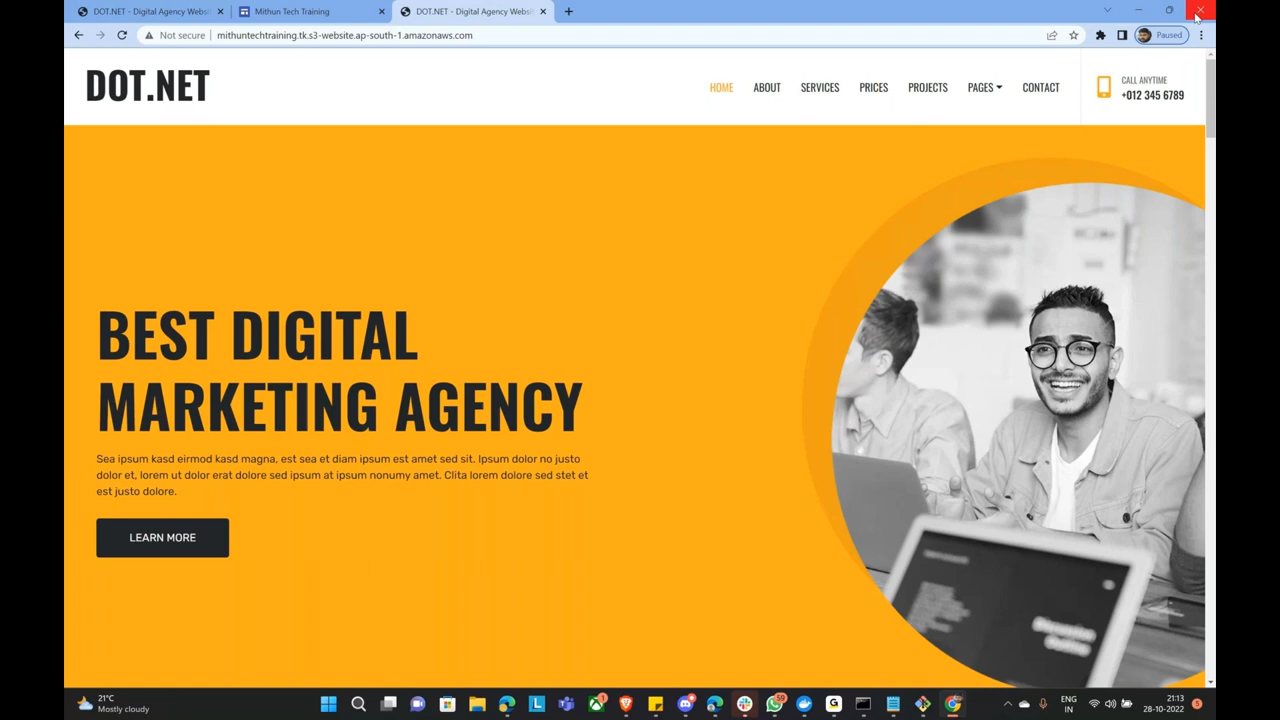 DOT.NET - Digital Agency Websi
Mithun Tech Training
DOT.NET - Digital Agency Websi
Not secure
mithuntechtraining.tk.s3-website.ap-south-1.amazonaws.com
Paused
DOT.NET
HOME
ABOUT
SERVICES
PRICES
PROJECTS
PAGES
CONTACT
CALL ANYTIME
+012 345 6789
BEST DIGITAL
MARKETING AGENCY
Sea ipsum kasd eirmod kasd magna, est sea et diam ipsum est amet sed sit. Ipsum dolor no justo
dolor et, lorem ut dolor erat dolore sed ipsum at ipsum nonumy amet. Clita lorem dolore sed stet et
est justo dolore.
LEARN MORE
21°C
Mostly cloudy
ENG
IN
21:13
28-10-2022